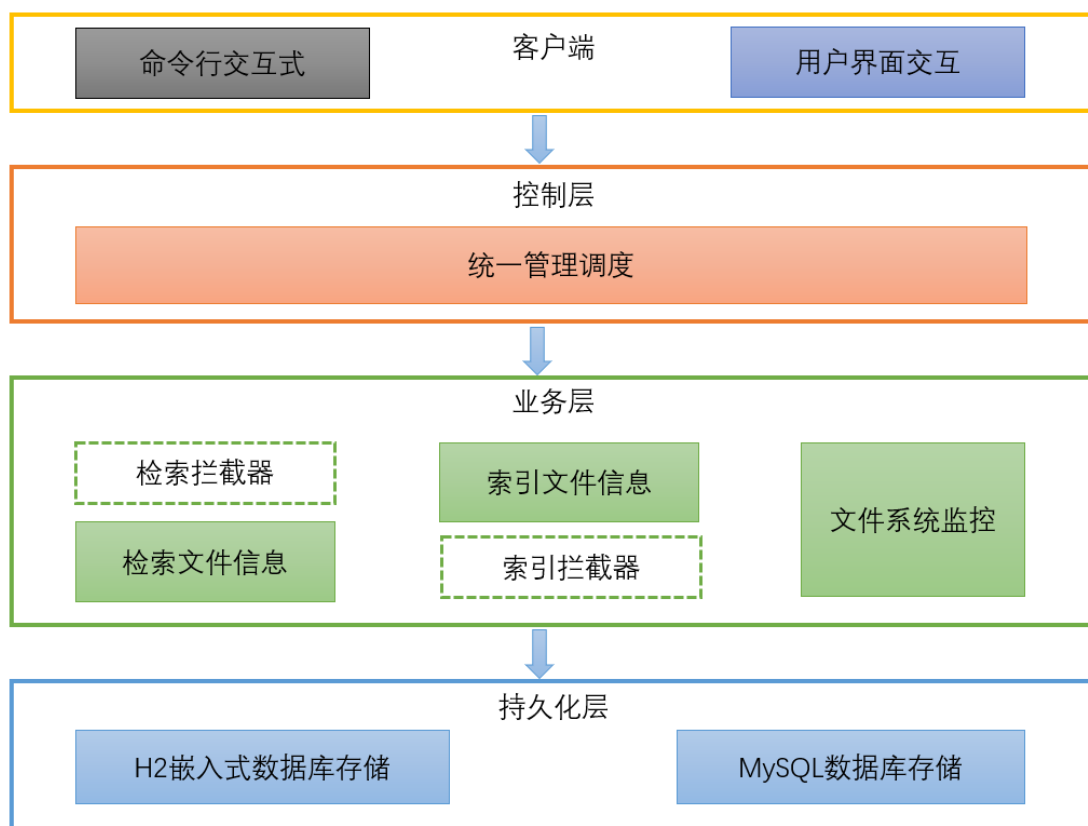 客户端
命令行交互式
用户界面交互
控制层
统一管理调度
业务层
检索拦截器
检索文件信息
索引文件信息
索引拦截器
文件系统监控
持久化层
H2嵌入式数据库存储
MySQL数据库存储